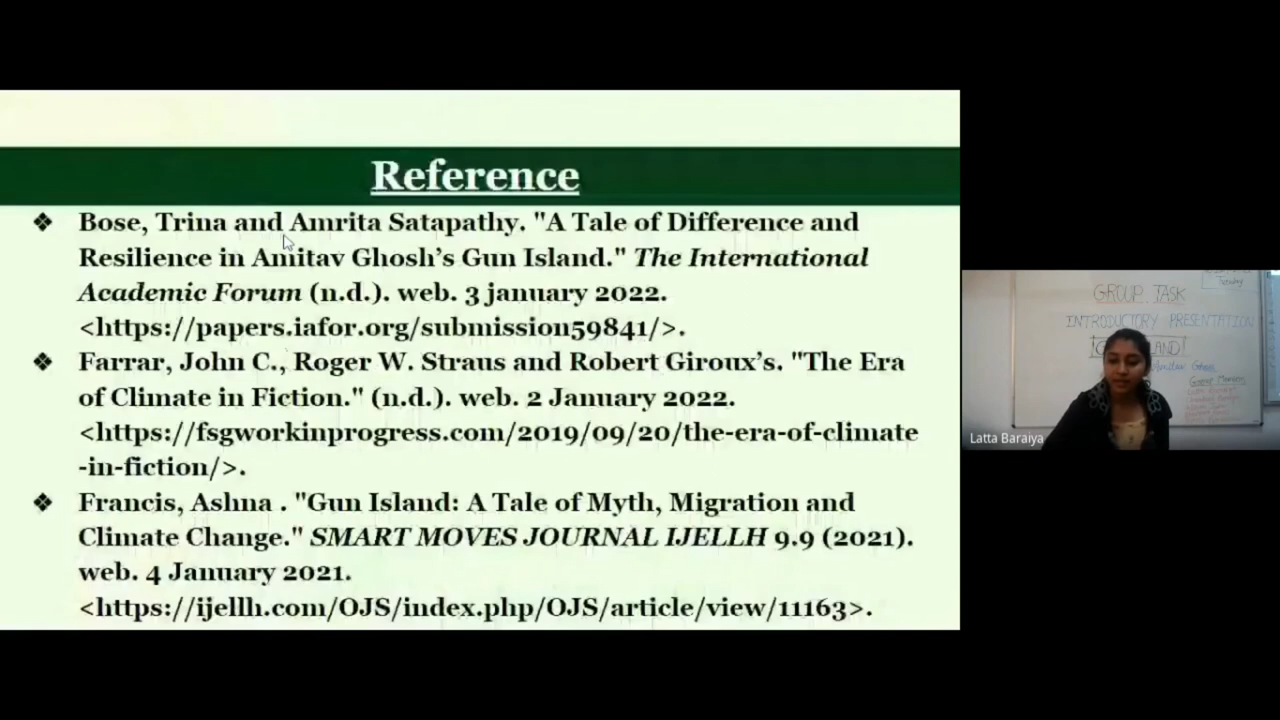 Reference
❖ Bose, Trina and Amrita Satapathy. "A Tale of Difference and
Resilience in Amitav Ghosh’s Gun Island." The International
Academic Forum (n.d.). web. 3 january 2022.
<https://papers.iafor.org/submission59841/>.
❖ Farrar, John C., Roger W. Straus and Robert Giroux’s. "The Era
of Climate in Fiction." (n.d.). web. 2 January 2022.
<https://fsgworkinprogress.com/2019/09/20/the-era-of-climate
-in-fiction/>.
❖ Francis, Ashna . "Gun Island: A Tale of Myth, Migration and
Climate Change." SMART MOVES JOURNAL IJELLH 9.9 (2021).
web. 4 January 2021.
<https://ijellh.com/OJS/index.php/OJS/article/view/11163>.
GROUP TASK
INTRODUCTORY PRESENTATION
Latta Baraiya